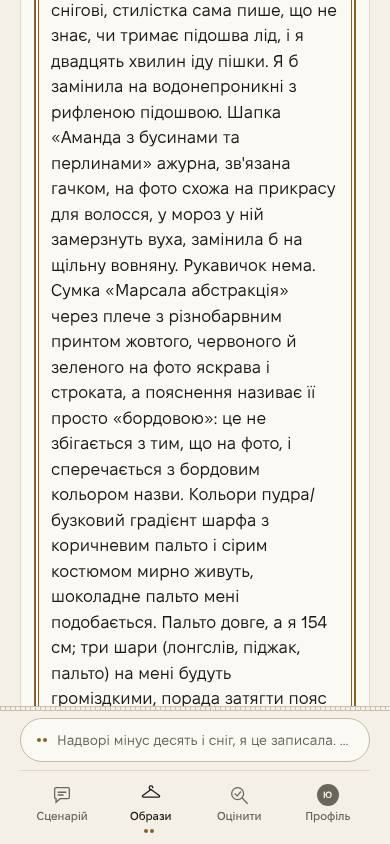 снігові, стилістка сама пише, що не
знає, чи тримає підошва лід, і я
двадцять хвилин іду пішки. Я б
замінила на водонепроникні з
рифленою підошвою. Шапка
«Аманда з бусинами та
перлинами» ажурна, зв'язана
гачком, на фото схожа на прикрасу
для волосся, у мороз у ній
замерзнуть вуха, замінила б на
щільну вовняну. Рукавичок нема.
Сумка «Марсала абстракція»
через плече з різнобарвним
принтом жовтого, червоного й
зеленого на фото яскрава і
строката, а пояснення називає її
просто «бордовою»: це не
збігається з тим, що на фото, і
сперечається з бордовим
кольором назви. Кольори пудра/
бузковий градієнт шарфа з
коричневим пальто і сірим
костюмом мирно живуть,
шоколадне пальто мені
подобається. Пальто довге, а я 154
см; три шари (лонгслів, піджак,
пальто) на мені будуть
громіздкими, порада затягти пояс
Надворі мінус десять і сніг, я це записала. ...
Сценарій
Образи
Оцінити
Ю
Профіль